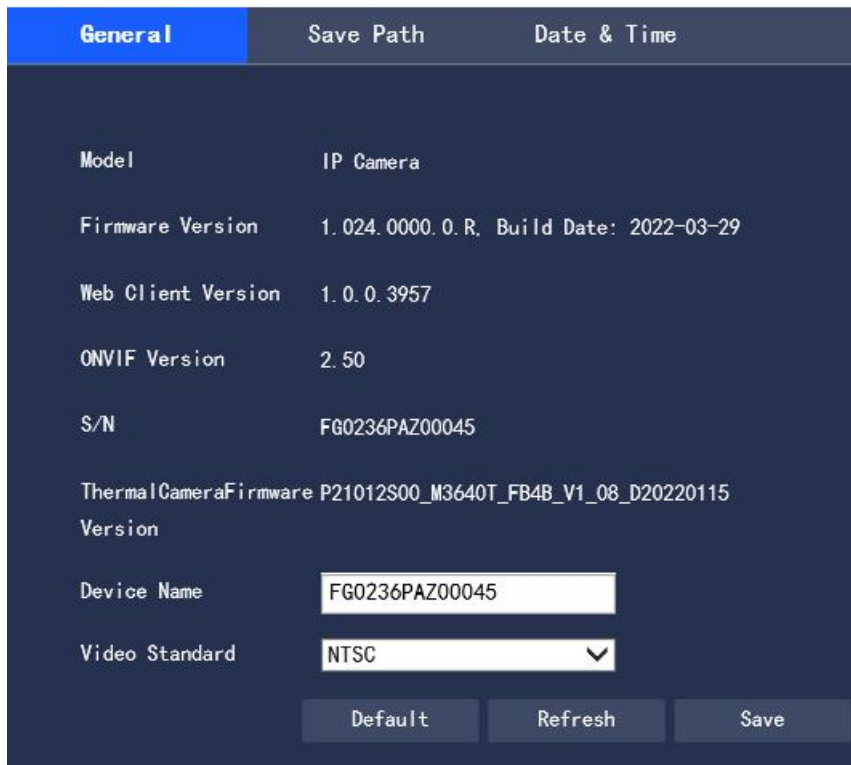 General Save Path Date & Time
Model IP Camera
Firmware Version 1.024.0000.0.R, Build Date: 2022-03-29
Web Client Version 1.0.0.3957
ONVIF Version 2.50
S/N FG0236PAZ00045
ThermalCameraFirmware P21012S00_M3640T_FB4B_V1_08_D20220115
Version
Device Name FG0236PAZ00045
Video Standard NTSC
Default Refresh Save